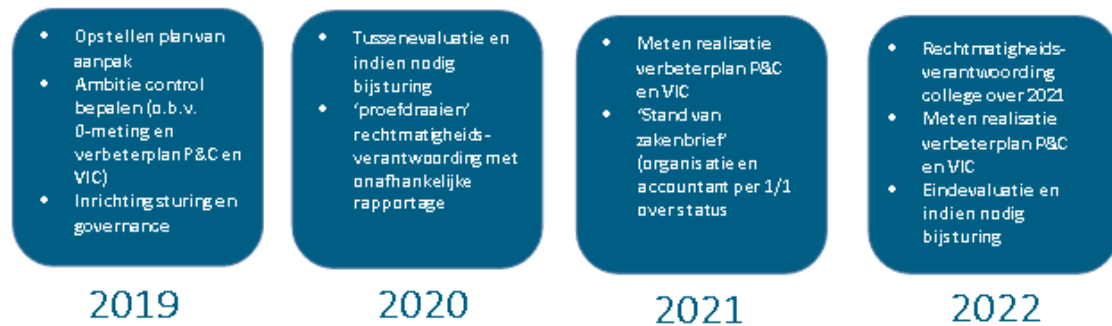 • Opstellen plan van
aanpak
• Ambitie control
bepalen (o.b.v.
0-meting en
verbeterplan P&C en
VIC)
• Inrichting sturing en
governance
2019
• Tussenevaluatie en
indien nodig
bijsturing
• ‘proefdraaien’
rechtmatigheids-
verantwoording met
onafhankelijke
rapportage
2020
• Meten realisatie
verbeterplan P&C
en VIC
• ‘Stand van
zakenbrief’
(organisatie en
accountant per 1/1
over status
2021
• Rechtmatigheids-
verantwoording
college over 2021
• Meten realisatie
verbeterplan P&C
en VIC
• Eindevaluatie en
indien nodig
bijsturing
2022